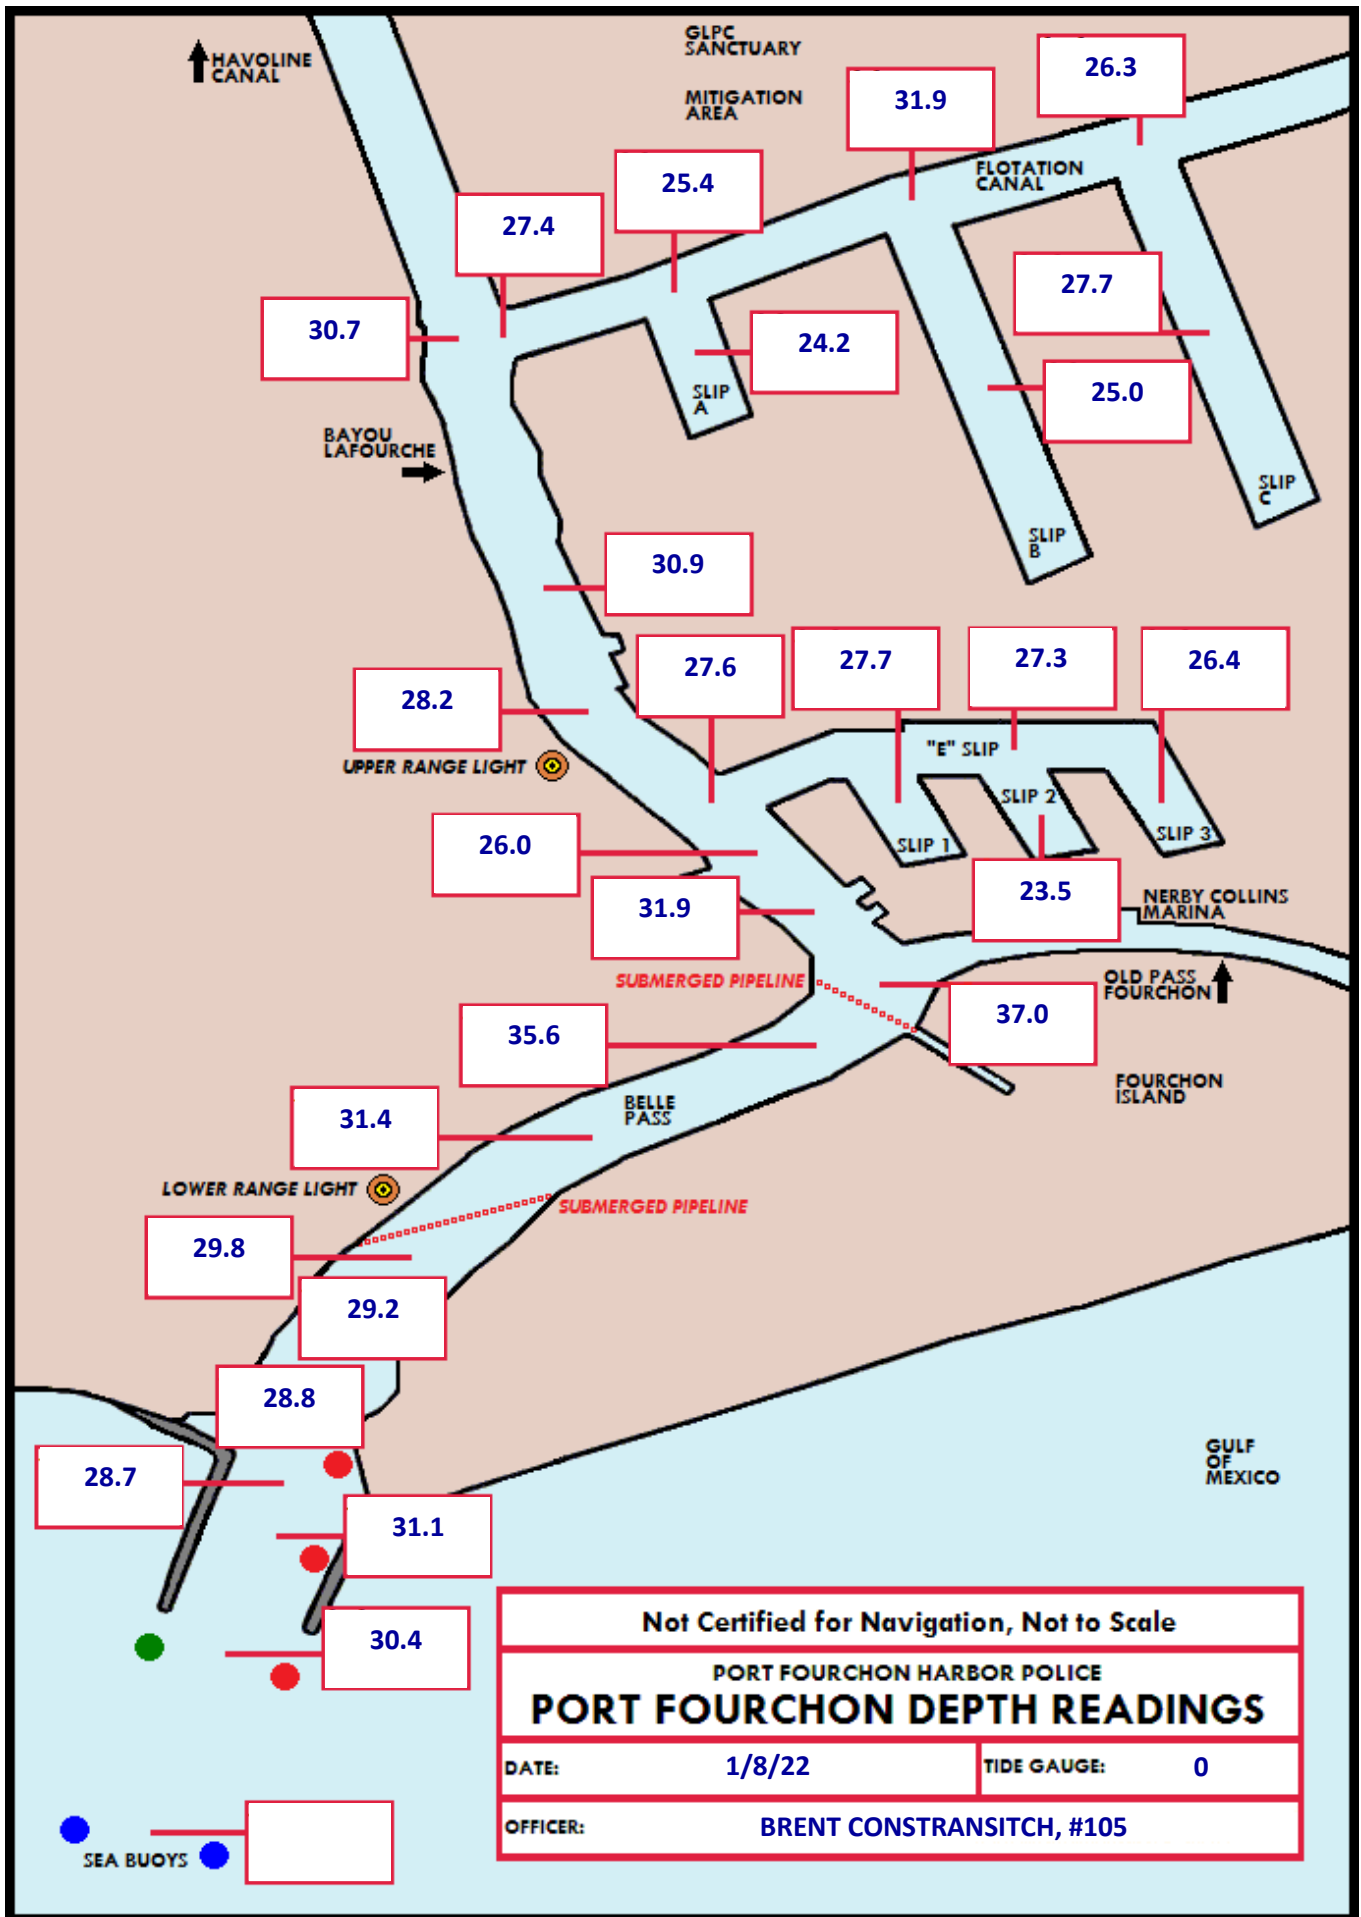 GLPC
SANCTUARY
HAVOLINE
CANAL
26.3
MITIGATION
AREA
31.9
FLOTATION
CANAL
25.4
27.4
27.7
30.7
24.2
25.0
SLIP
A
BAYOU
LAFOURCHE
SLIP
C
SLIP
B
30.9
27.6
27.7
27.3
26.4
28.2
"E" SLIP
UPPER RANGE LIGHT
SLIP 2
SLIP 1
SLIP 3
26.0
31.9
23.5
NERBY COLLINS
MARINA
SUBMERGED PIPELINE
OLD PASS
FOURCHON
37.0
35.6
FOURCHON
ISLAND
BELLE
PASS
31.4
LOWER RANGE LIGHT
SUBMERGED PIPELINE
29.8
29.2
28.8
GULF
OF
MEXICO
28.7
31.1
30.4
Not Certified for Navigation, Not to Scale
PORT FOURCHON HARBOR POLICE
PORT FOURCHON DEPTH READINGS
DATE: 1/8/22 TIDE GAUGE: 0
OFFICER: BRENT CONSTRANSITCH, #105
SEA BUOYS